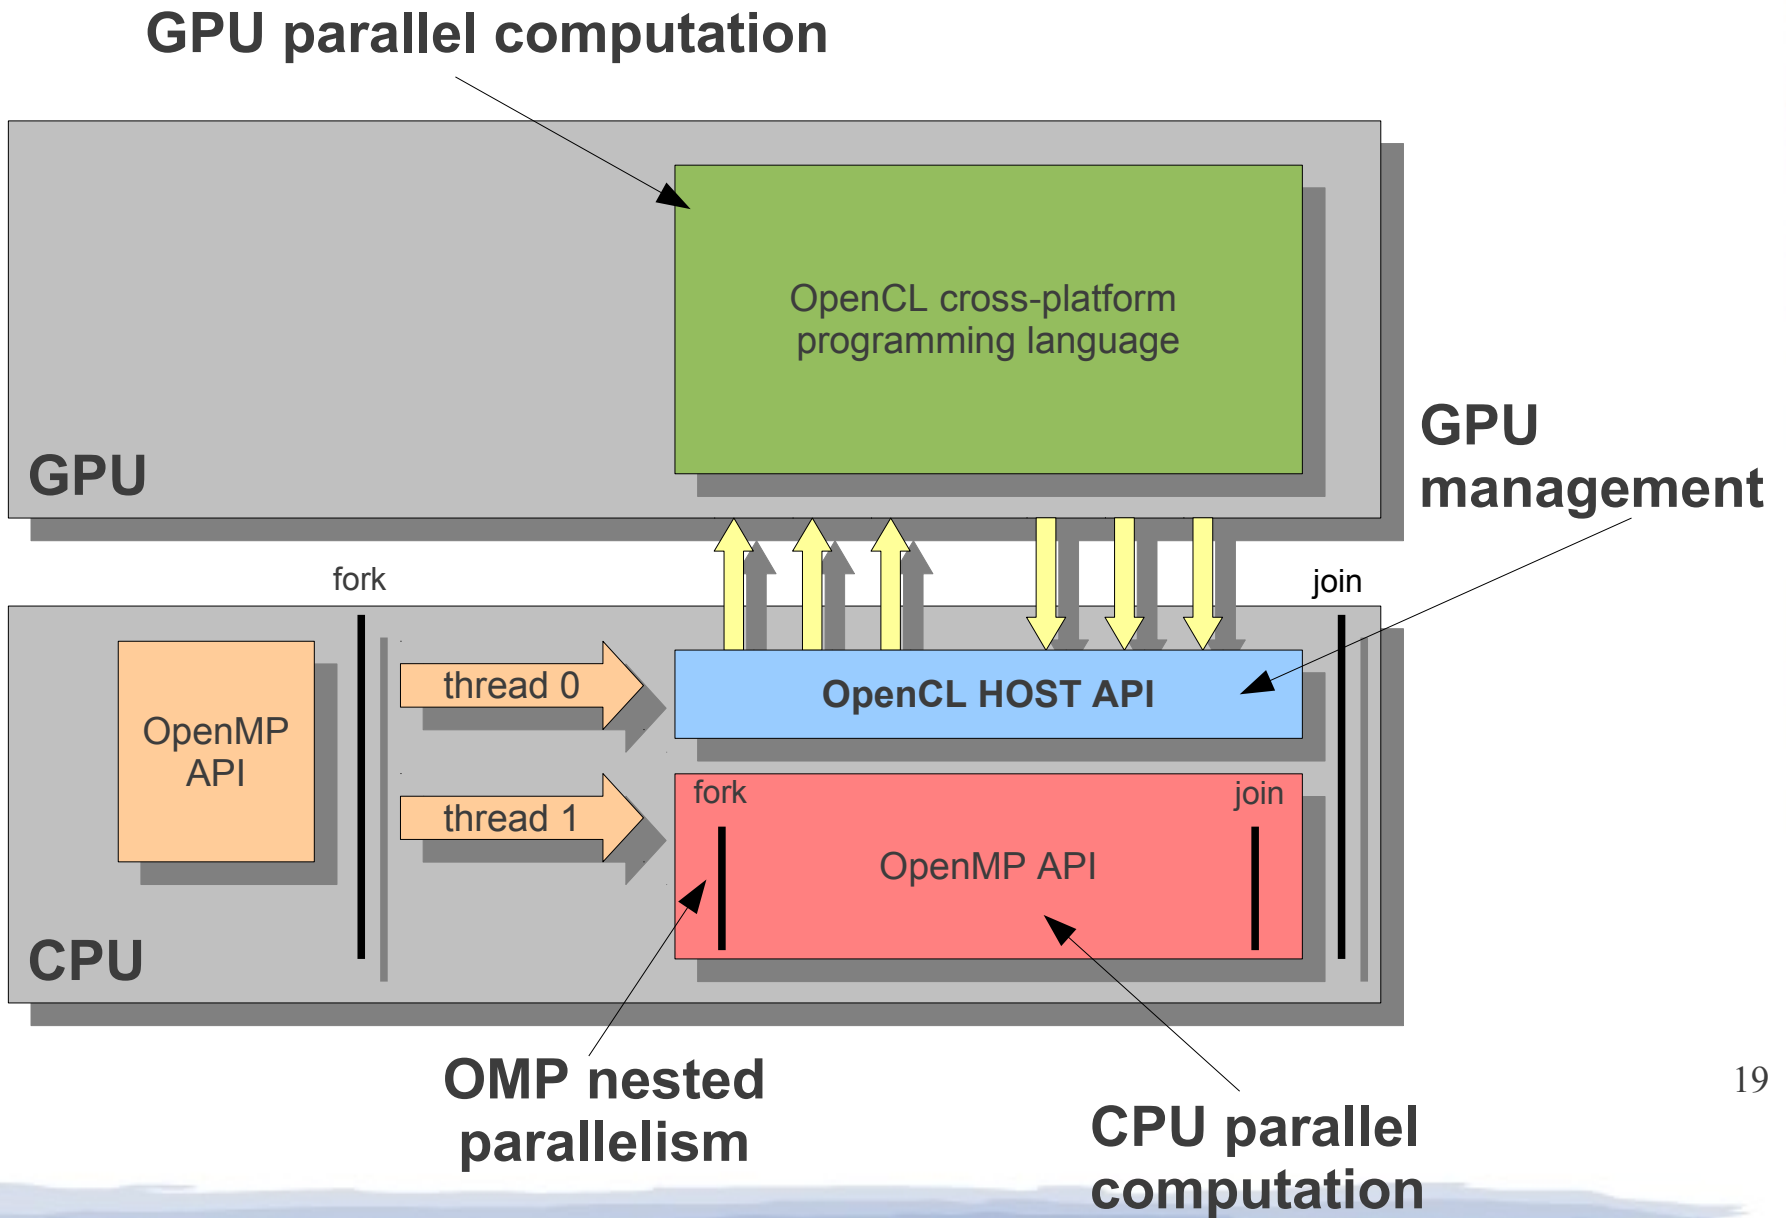 GPU parallel computation
OpenCL cross-platform
programming language
GPU
GPU
management
fork
join
thread 0
OpenCL HOST API
OpenMP
API
thread 1
fork
join
OpenMP API
CPU
OMP nested
parallelism
CPU parallel
computation
19